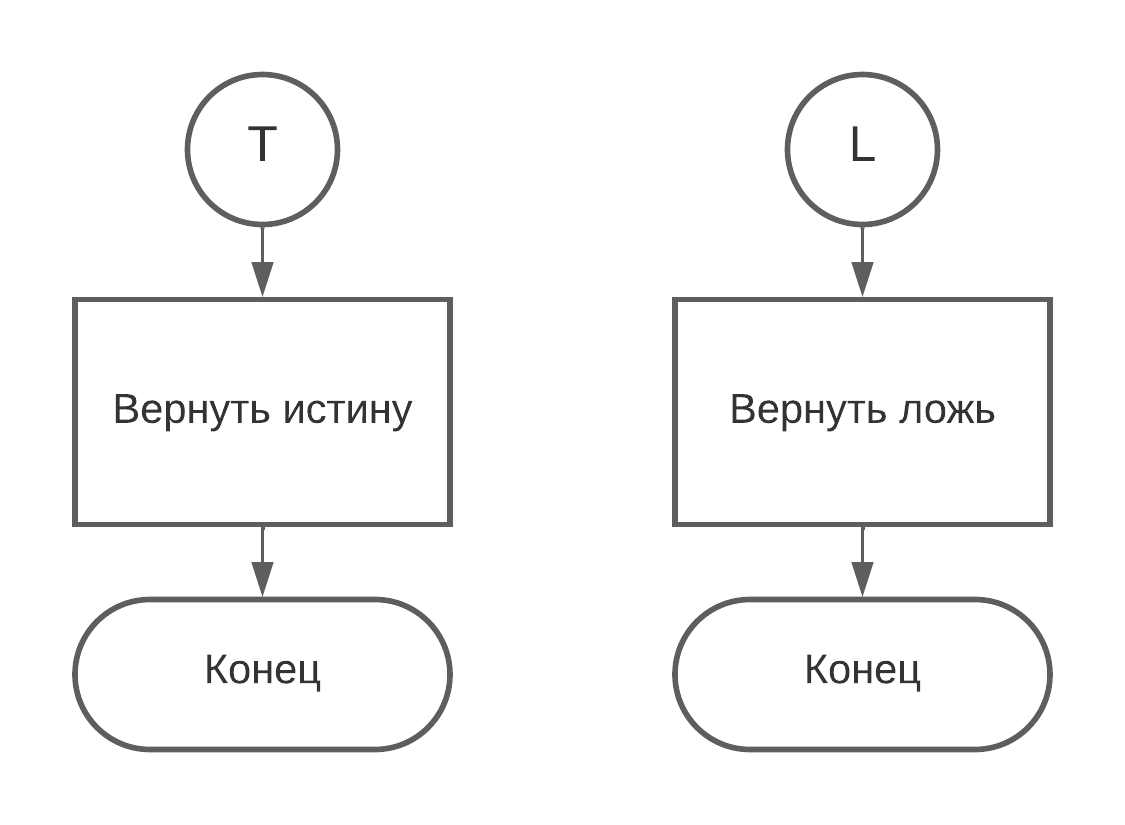 T
L
Вернуть истину
Вернуть ложь
Конец
Конец